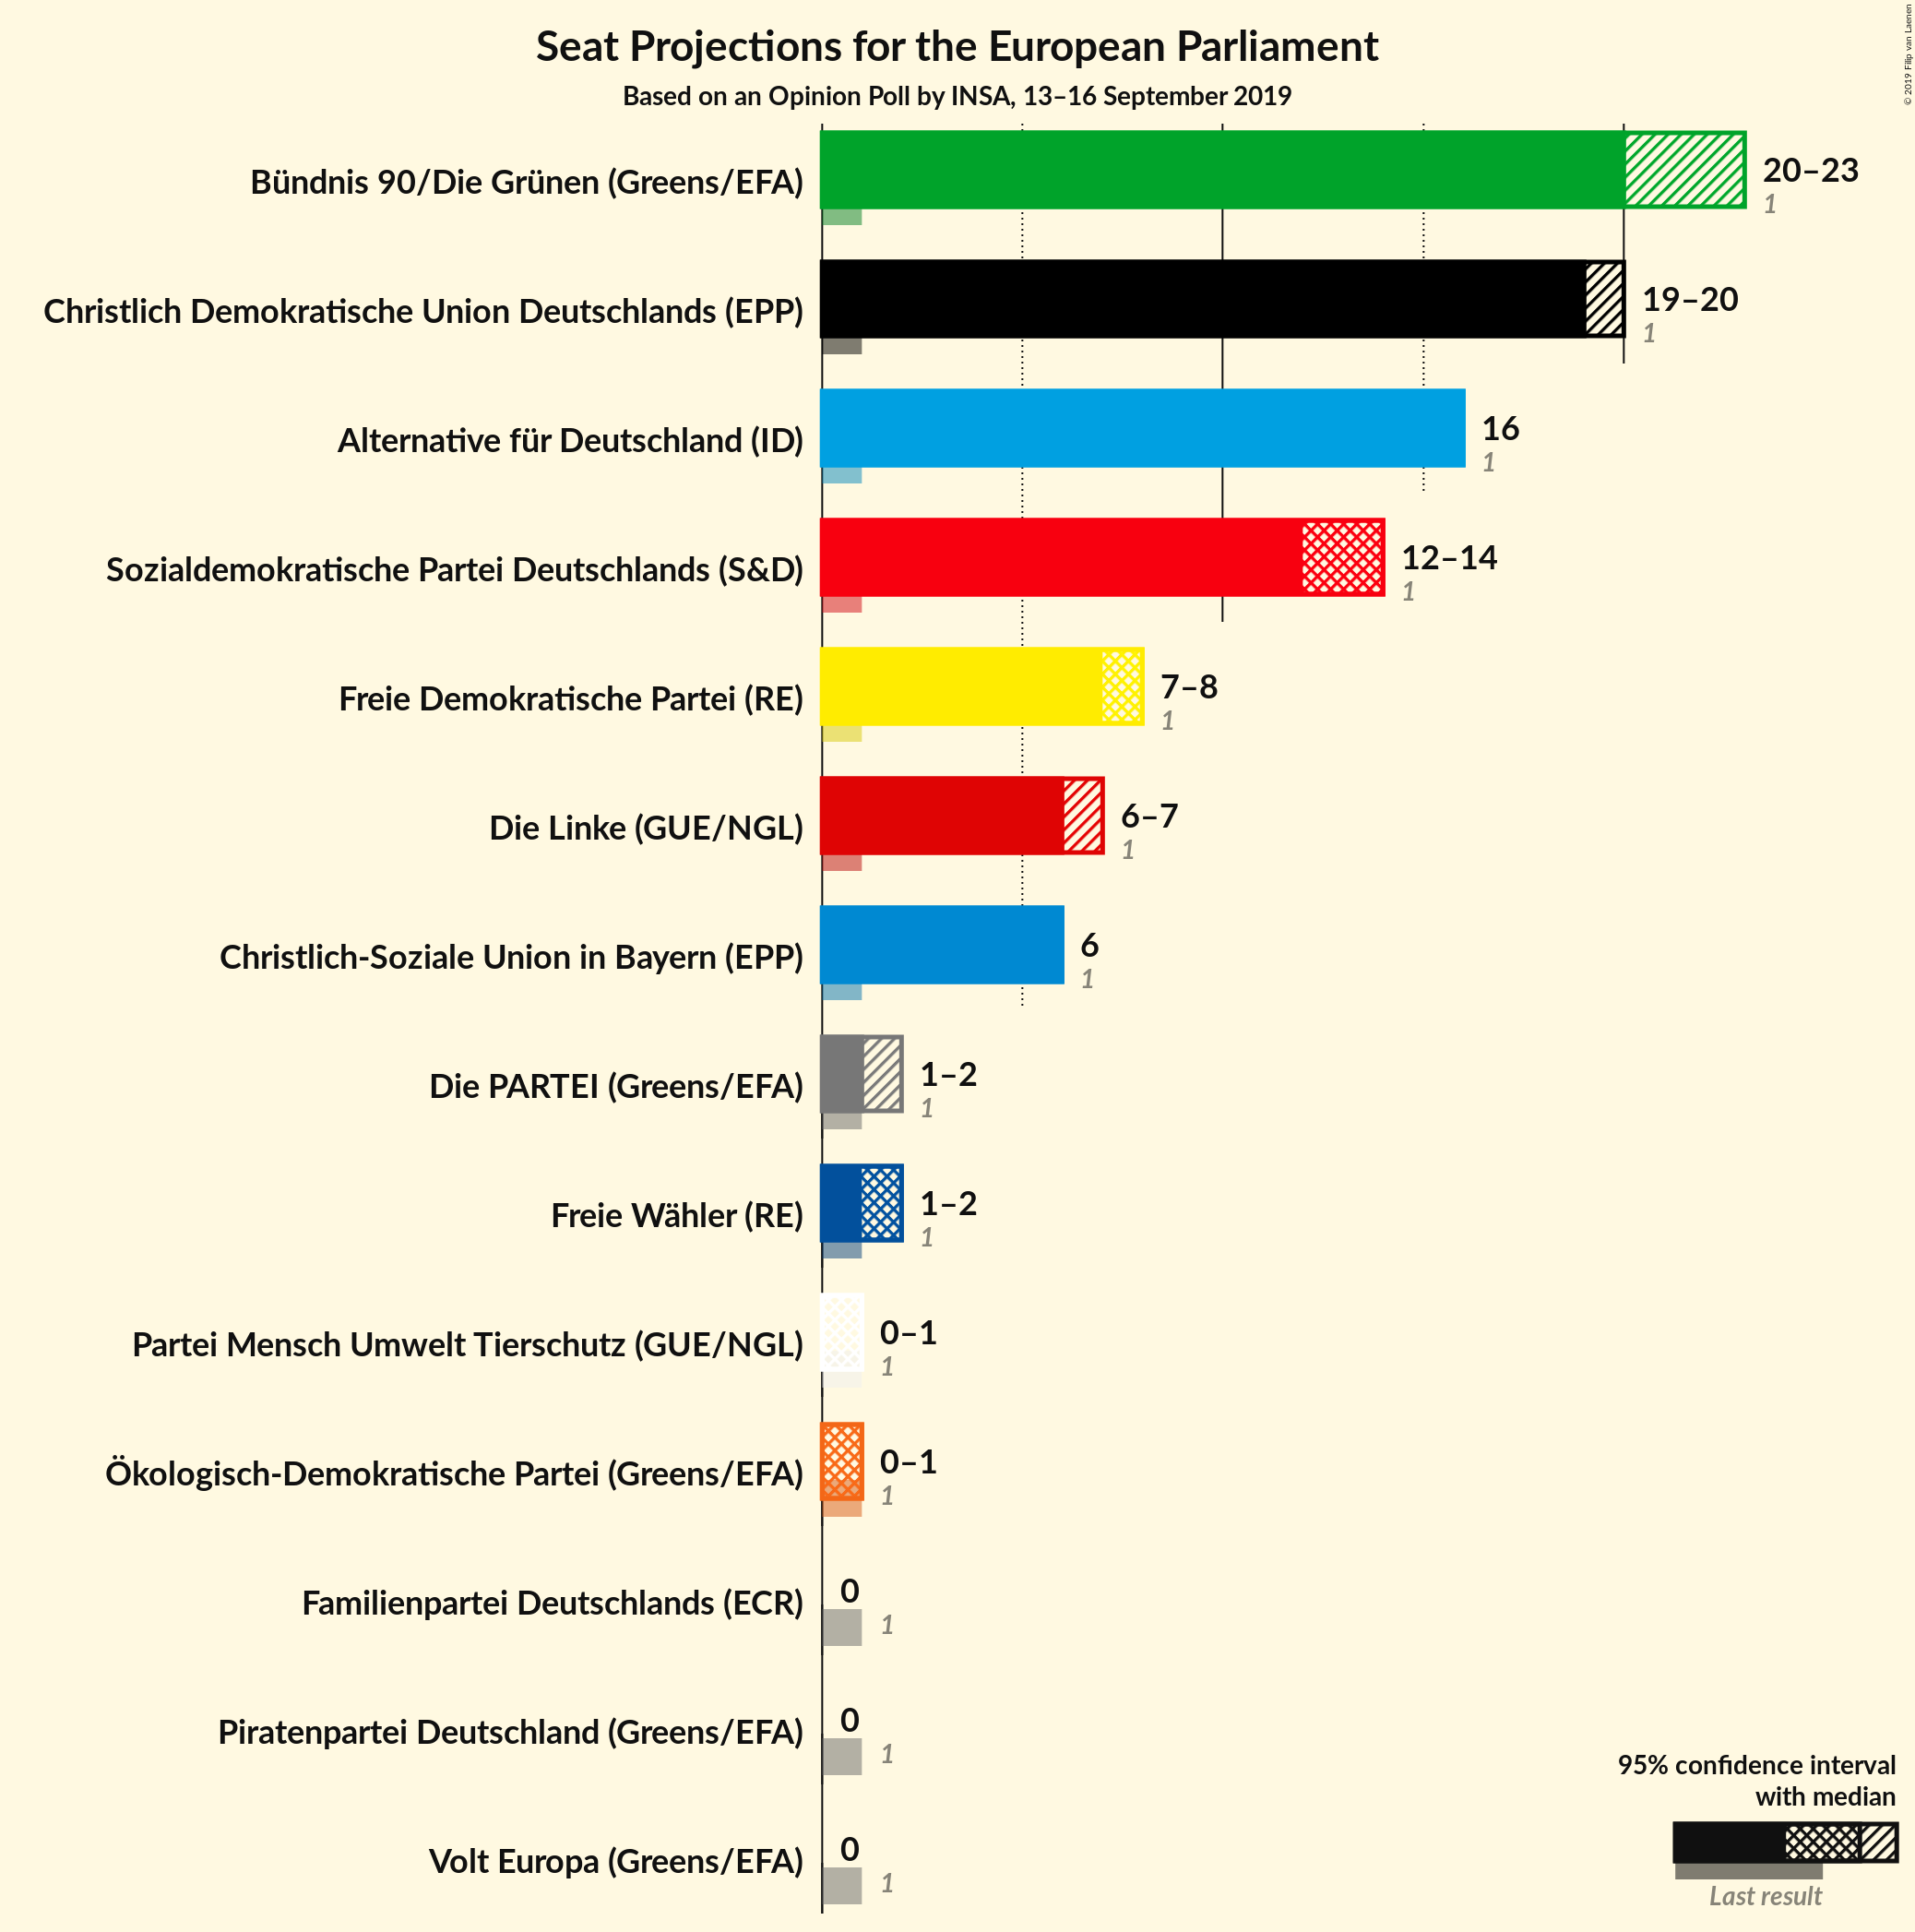 Seat Projections for the European Parliament
Based on an Opinion Poll by INSA, 13–16 September 2019
© 2019 Filip van Laenen
Bündnis 90/Die Grünen (Greens/EFA)
20–23
1
Christlich Demokratische Union Deutschlands (EPP)
19–20
1
Alternative für Deutschland (ID)
16
1
Sozialdemokratische Partei Deutschlands (S&D)
12–14
1
Freie Demokratische Partei (RE)
7–8
1
Die Linke (GUE/NGL)
6–7
1
Christlich-Soziale Union in Bayern (EPP)
6
1
Die PARTEI (Greens/EFA)
1–2
1
Freie Wähler (RE)
1–2
1
Partei Mensch Umwelt Tierschutz (GUE/NGL)
0–1
1
Ökologisch-Demokratische Partei (Greens/EFA)
0–1
1
Familienpartei Deutschlands (ECR)
0
1
Piratenpartei Deutschland (Greens/EFA)
0
1
Volt Europa (Greens/EFA)
0
1
95% confidence interval
with median
Last result